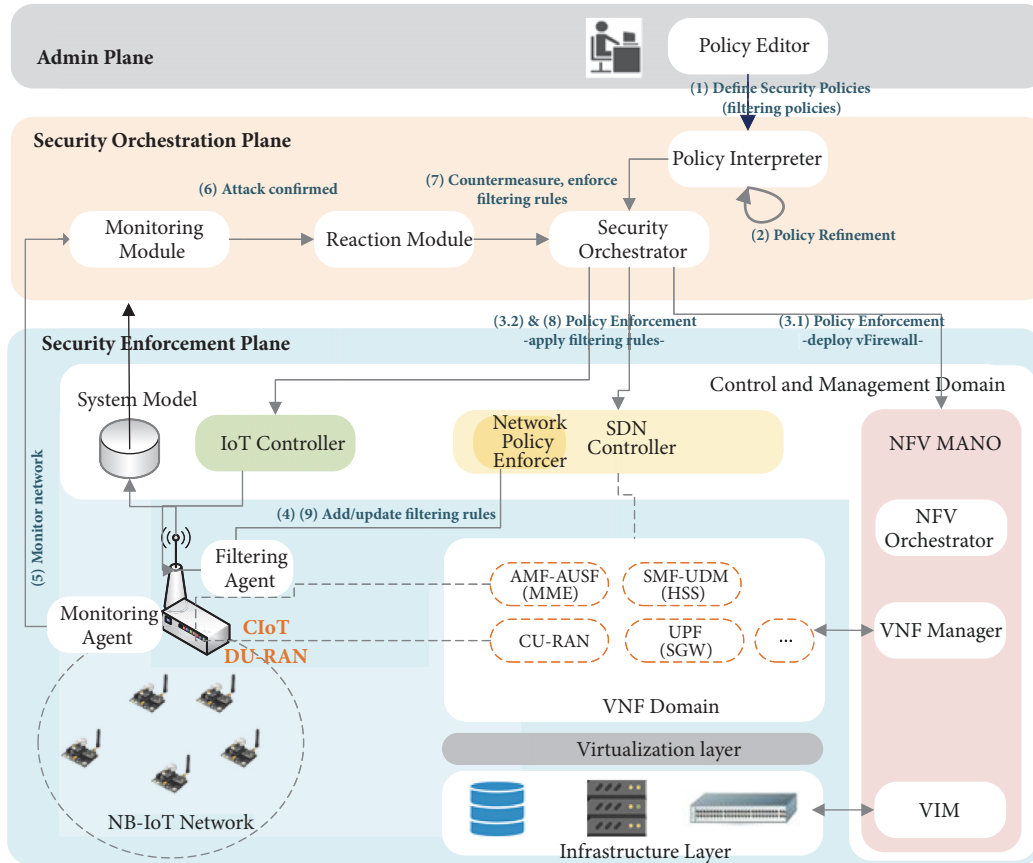 Admin Plane
Policy Editor
(1) Define Security Policies
(filtering policies)
Security Orchestration Plane
Policy Interpreter
(2) Policy Refinement
(6) Attack confirmed
(7) Countermeasure, enforce
filtering rules
Monitoring
Module
Reaction Module
Security
Orchestrator
(3.2) & (8) Policy Enforcement
-apply filtering rules-
(3.1) Policy Enforcement
-deploy vFirewall-
Security Enforcement Plane
Control and Management Domain
System Model
IoT Controller
Network
Policy
Enforcer
SDN
Controller
NFV MANO
(5) Monitor network
(4) (9) Add/update filtering rules
NFV
Orchestrator
Filtering
Agent
Monitoring
Agent
CIoT
DU-RAN
AMF-AUSF
(MME)
SMF-UDM
(HSS)
CU-RAN
UPF
(SGW)
...
VNF Manager
VNF Domain
Virtualization layer
NB-IoT Network
Infrastructure Layer
VIM